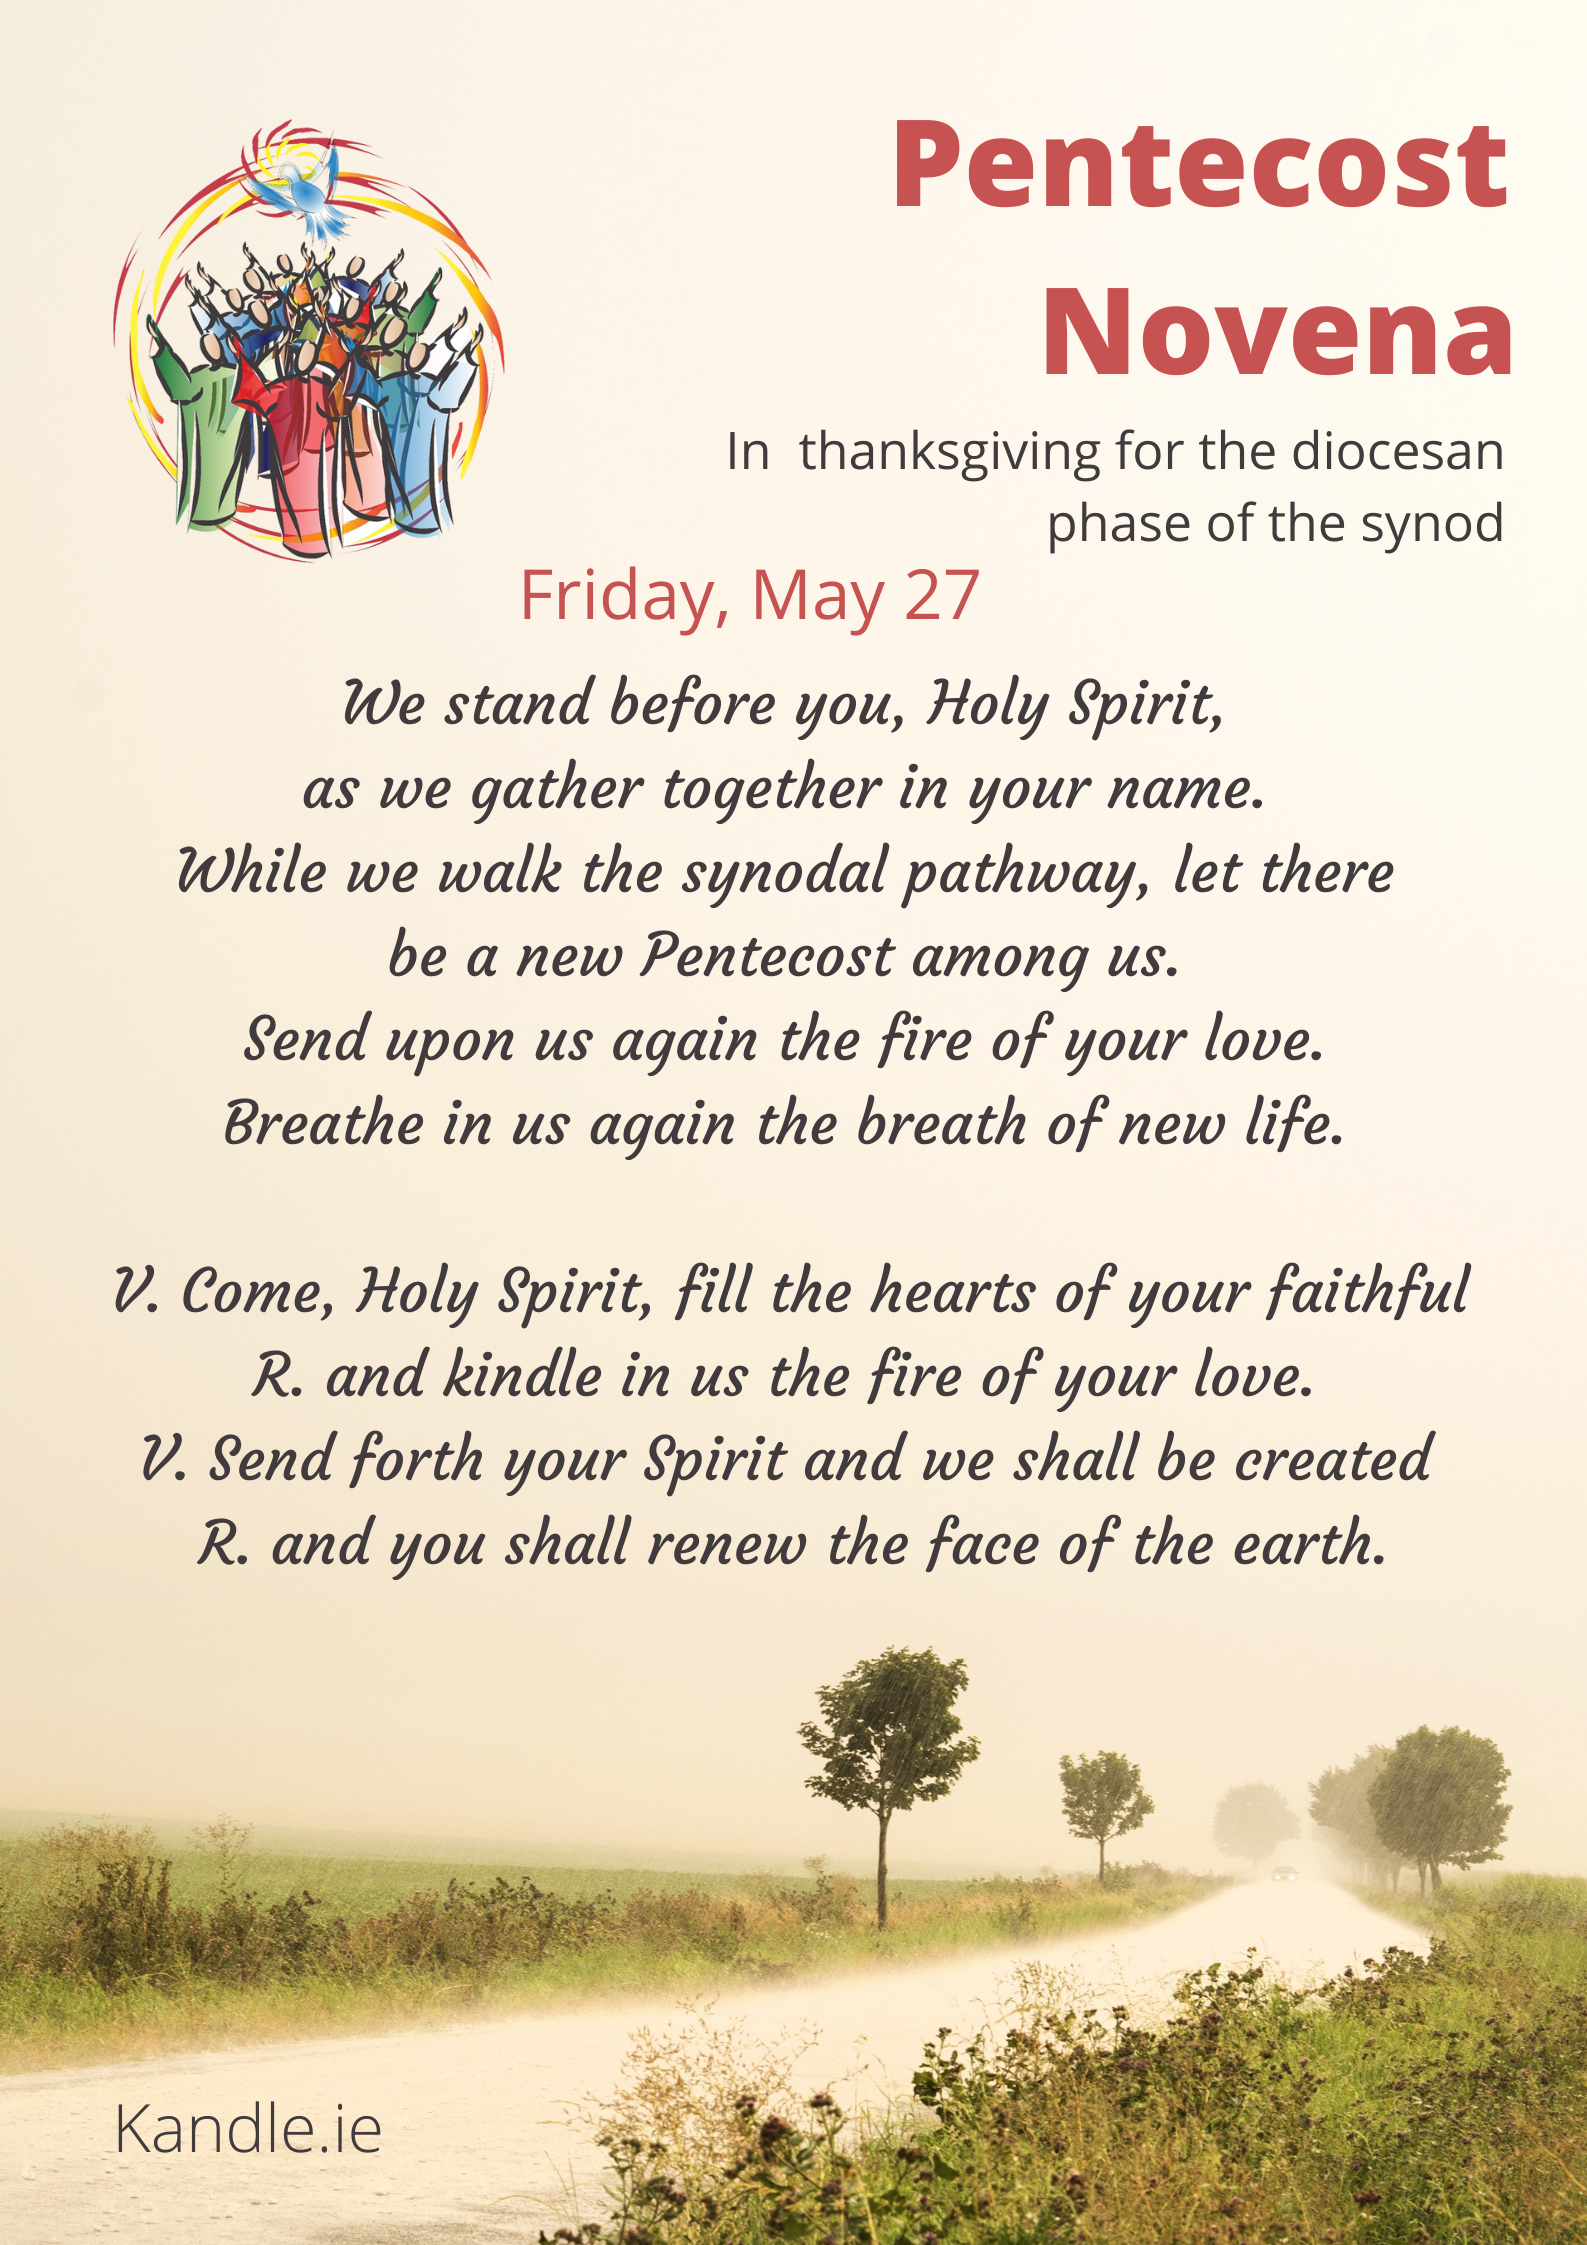 Pentecost
Novena
In thanksgiving for the diocesan
phase of the synod
Friday, May 27
We stand before you, Holy Spirit,
as we gather together in your name.
While we walk the synodal pathway, let there
be a new Pentecost among us.
Send upon us again the fire of your love.
Breathe in us again the breath of new life.
V. Come, Holy Spirit, fill the hearts of your faithful
R. and kindle in us the fire of your love.
V. Send forth your Spirit and we shall be created
R. and you shall renew the face of the earth.
Kandle.ie